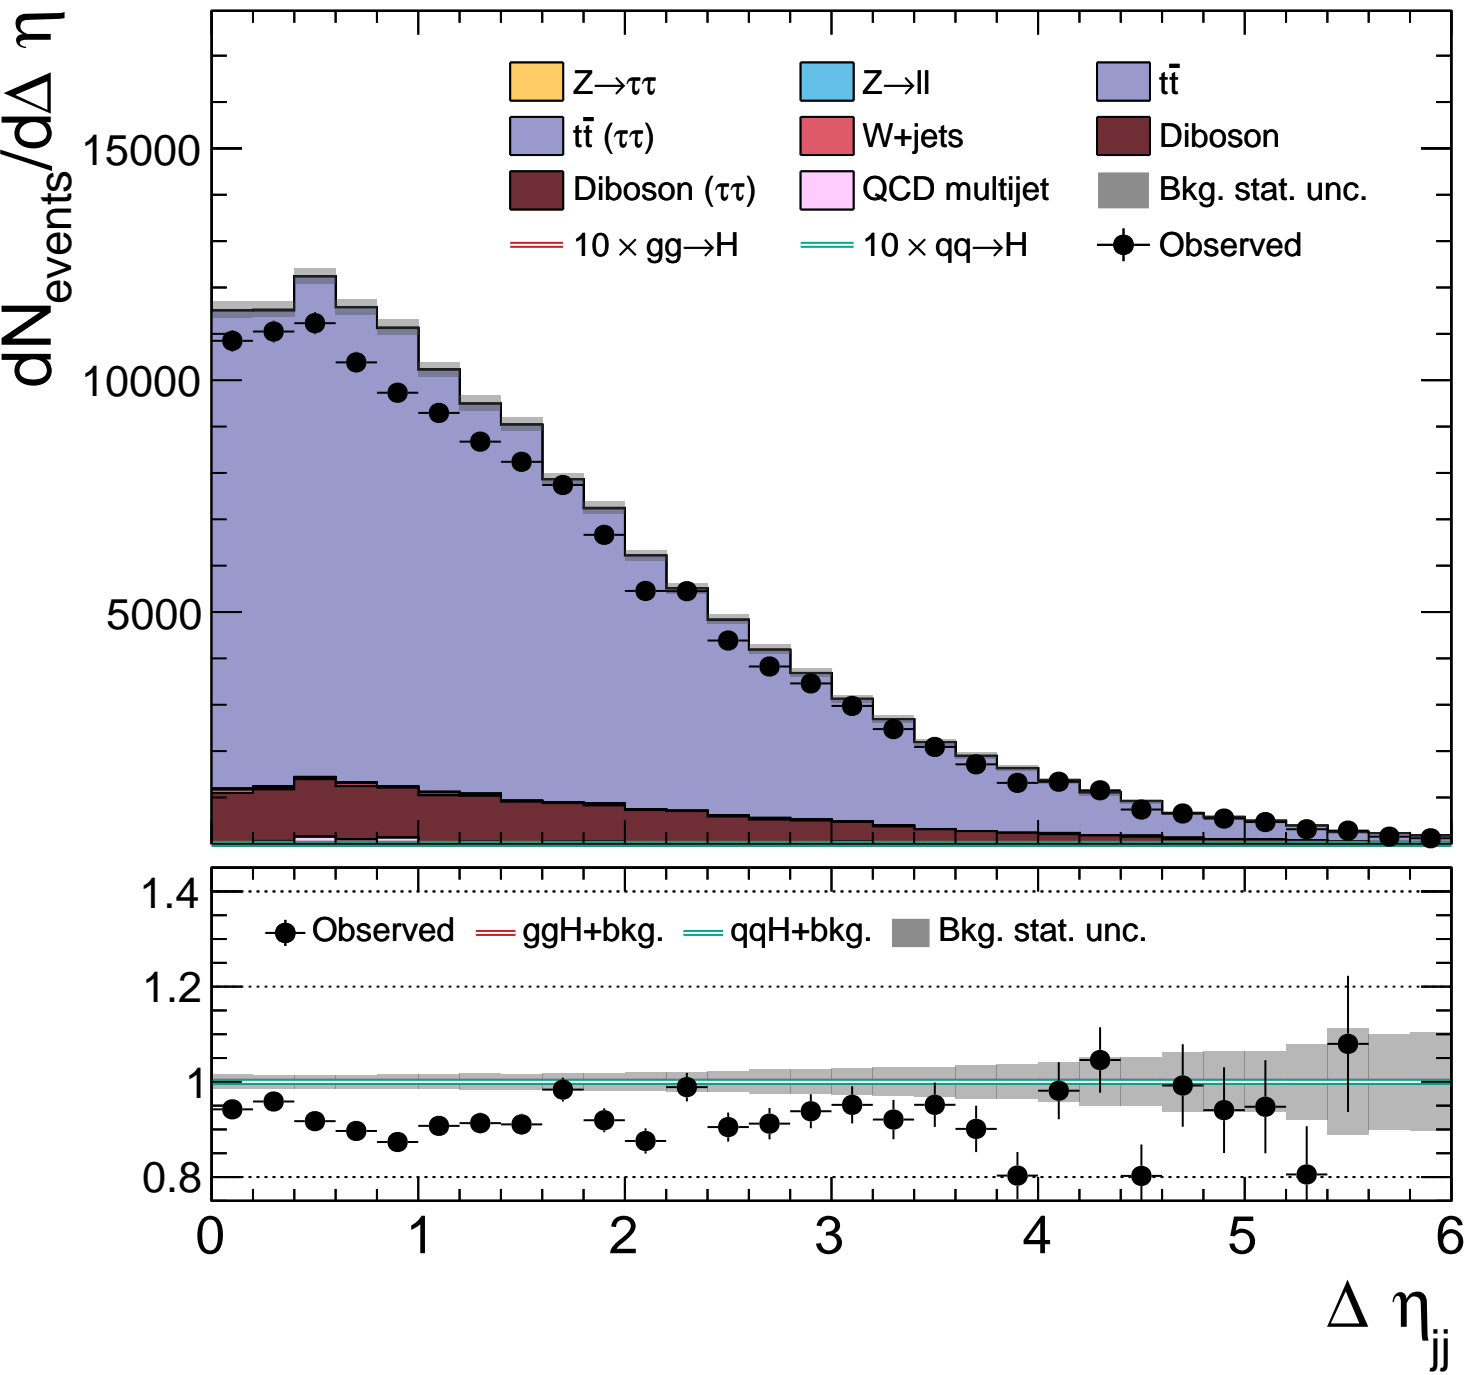 dN_events/dΔ η
15000
10000
5000
Z→ττ Z→ll tt̄
tt̄ (ττ) W+jets Diboson
Diboson (ττ) QCD multijet Bkg. stat. unc.
10 × gg→H 10 × qq→H Observed
1.4
1.2
1
0.8
Observed ggH+bkg. qqH+bkg. Bkg. stat. unc.
0 1 2 3 4 5 6
Δ η_jj